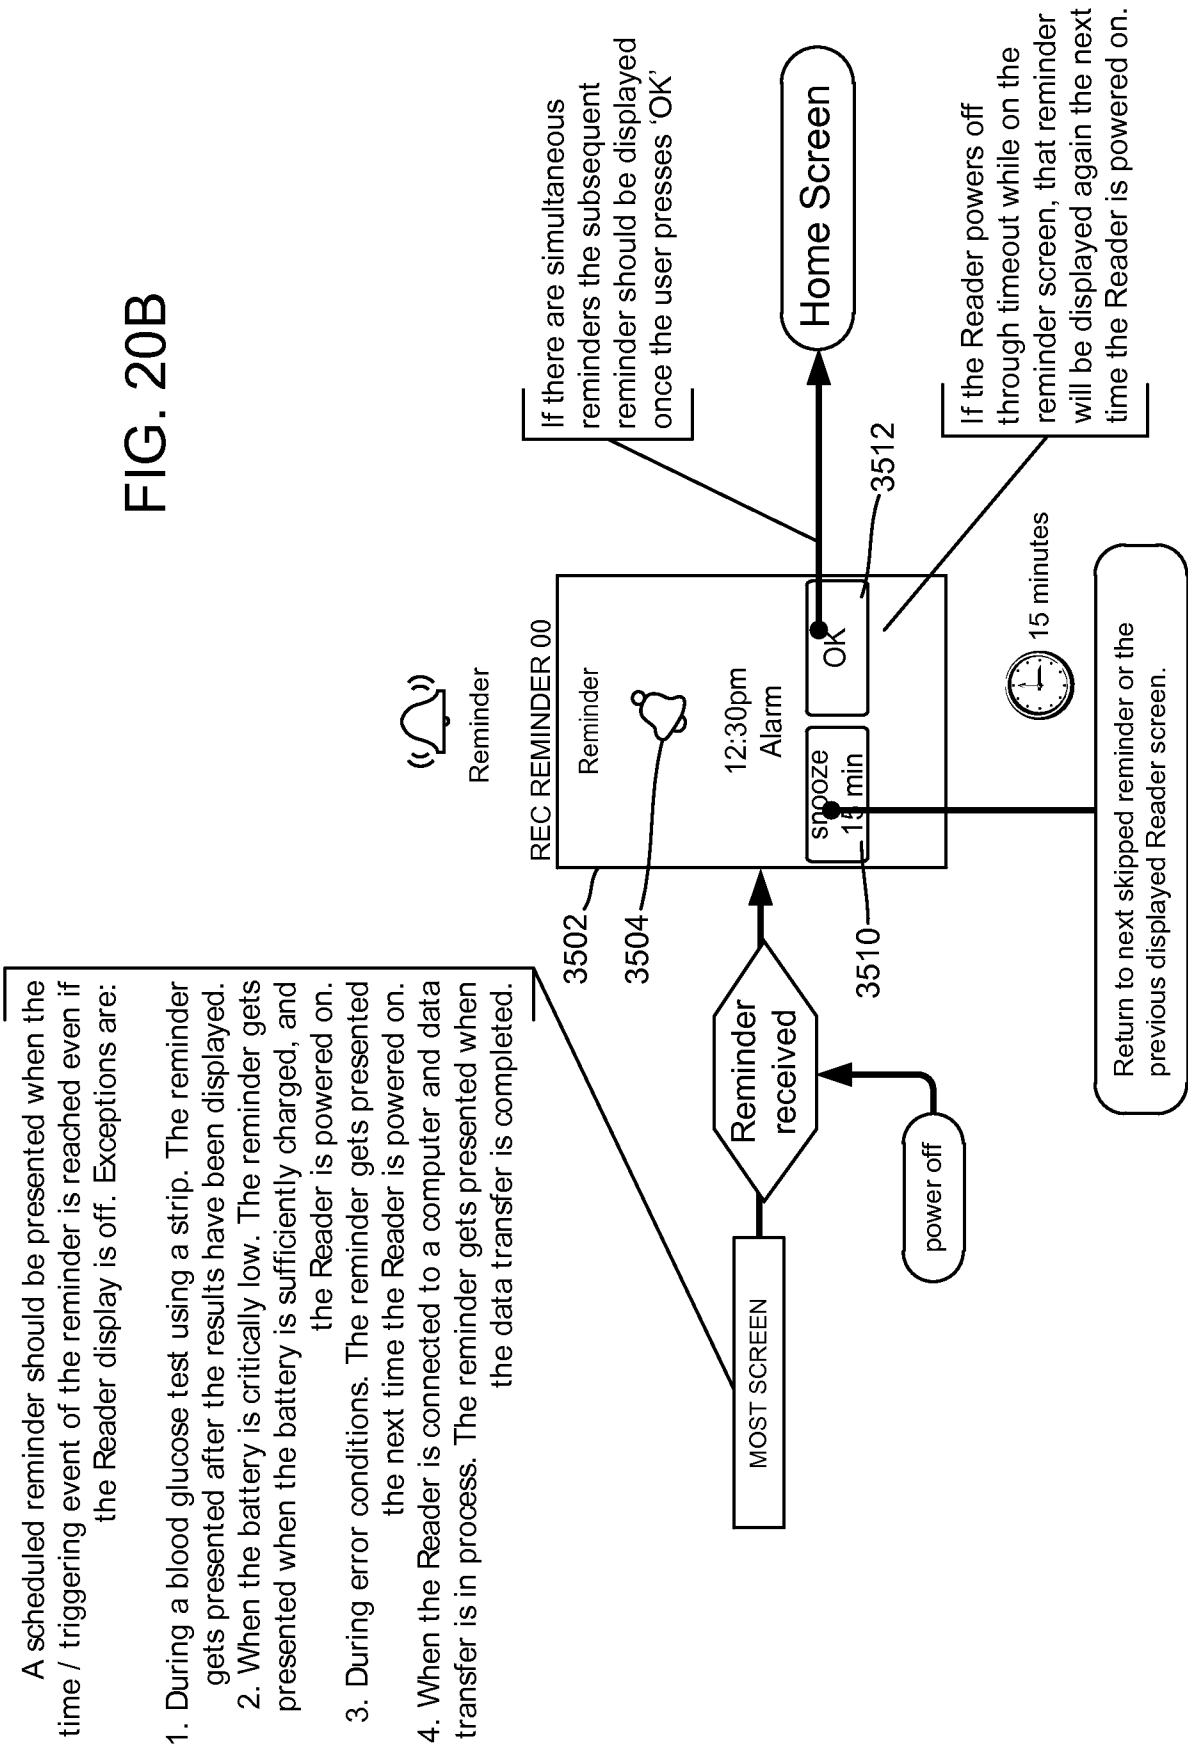 FIG. 20B
A scheduled reminder should be presented when the
time / triggering event of the reminder is reached even if
the Reader display is off. Exceptions are:
1. During a blood glucose test using a strip. The reminder
gets presented after the results have been displayed.
2. When the battery is critically low. The reminder gets
presented when the battery is sufficiently charged, and
the Reader is powered on.
3. During error conditions. The reminder gets presented
the next time the Reader is powered on.
4. When the Reader is connected to a computer and data
transfer is in process. The reminder gets presented when
the data transfer is completed.
MOST SCREEN
Reminder
received
power off
Reminder
REC REMINDER 00
3502
Reminder
3504
12:30pm
Alarm
snooze
15 min
3510
OK
3512
15 minutes
Return to next skipped reminder or the
previous displayed Reader screen.
If there are simultaneous
reminders the subsequent
reminder should be displayed
once the user presses ‘OK’
Home Screen
If the Reader powers off
through timeout while on the
reminder screen, that reminder
will be displayed again the next
time the Reader is powered on.